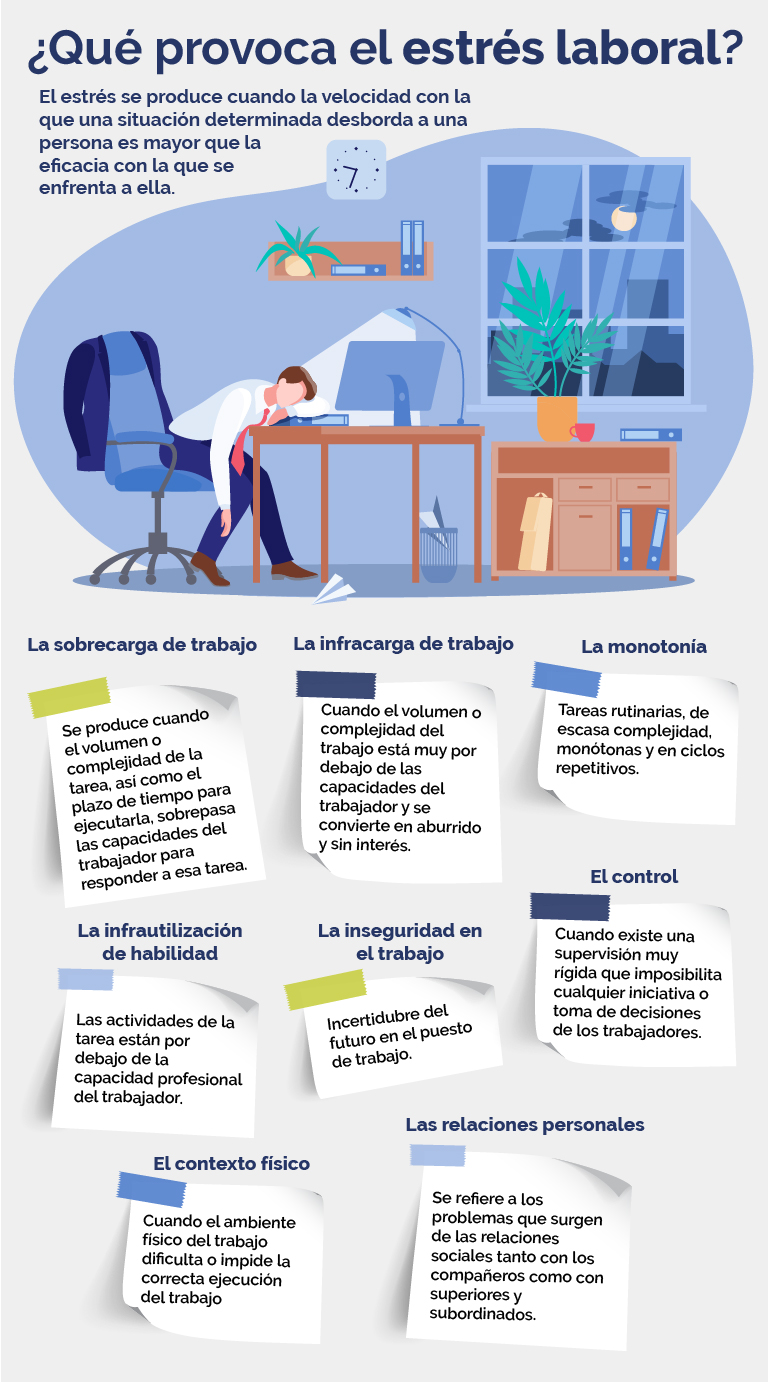 ¿Qué provoca el estrés laboral?
El estrés se produce cuando la velocidad con la
que una situación determinada desborda a una
persona es mayor que la
eficacia con la que se
enfrenta a ella.
La sobrecarga de trabajo
Se produce cuando
el volumen o
complejidad de la
tarea, así como el
plazo de tiempo para
ejecutarla, sobrepasa
las capacidades del
trabajador para
responder a esa tarea.
La infracarga de trabajo
Cuando el volumen o
complejidad del
trabajo está muy por
debajo de las
capacidades del
trabajador y se
convierte en aburrido
y sin interés.
La monotonía
Tareas rutinarias, de
escasa complejidad,
monótonas y en ciclos
repetitivos.
La infrautilización
de habilidad
Las actividades de la
tarea están por
debajo de la
capacidad profesional
del trabajador.
La inseguridad en
el trabajo
Incertidubre del
futuro en el puesto
de trabajo.
El control
Cuando existe una
supervisión muy
rígida que imposibilita
cualquier iniciativa o
toma de decisiones
de los trabajadores.
El contexto físico
Cuando el ambiente
físico del trabajo
dificulta o impide la
correcta ejecución
del trabajo
Las relaciones personales
Se refiere a los
problemas que surgen
de las relaciones
sociales tanto con los
compañeros como con
superiores y
subordinados.